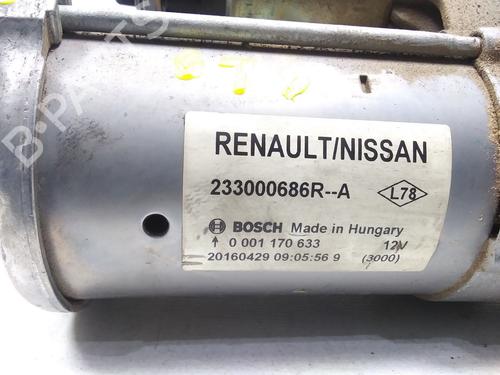 RENAULT/NISSAN
233000686R--A L78
BOSCH Made in Hungary
0 001 170 633 12V
20160429 09:05:56 9 (3000)
B-PARTS